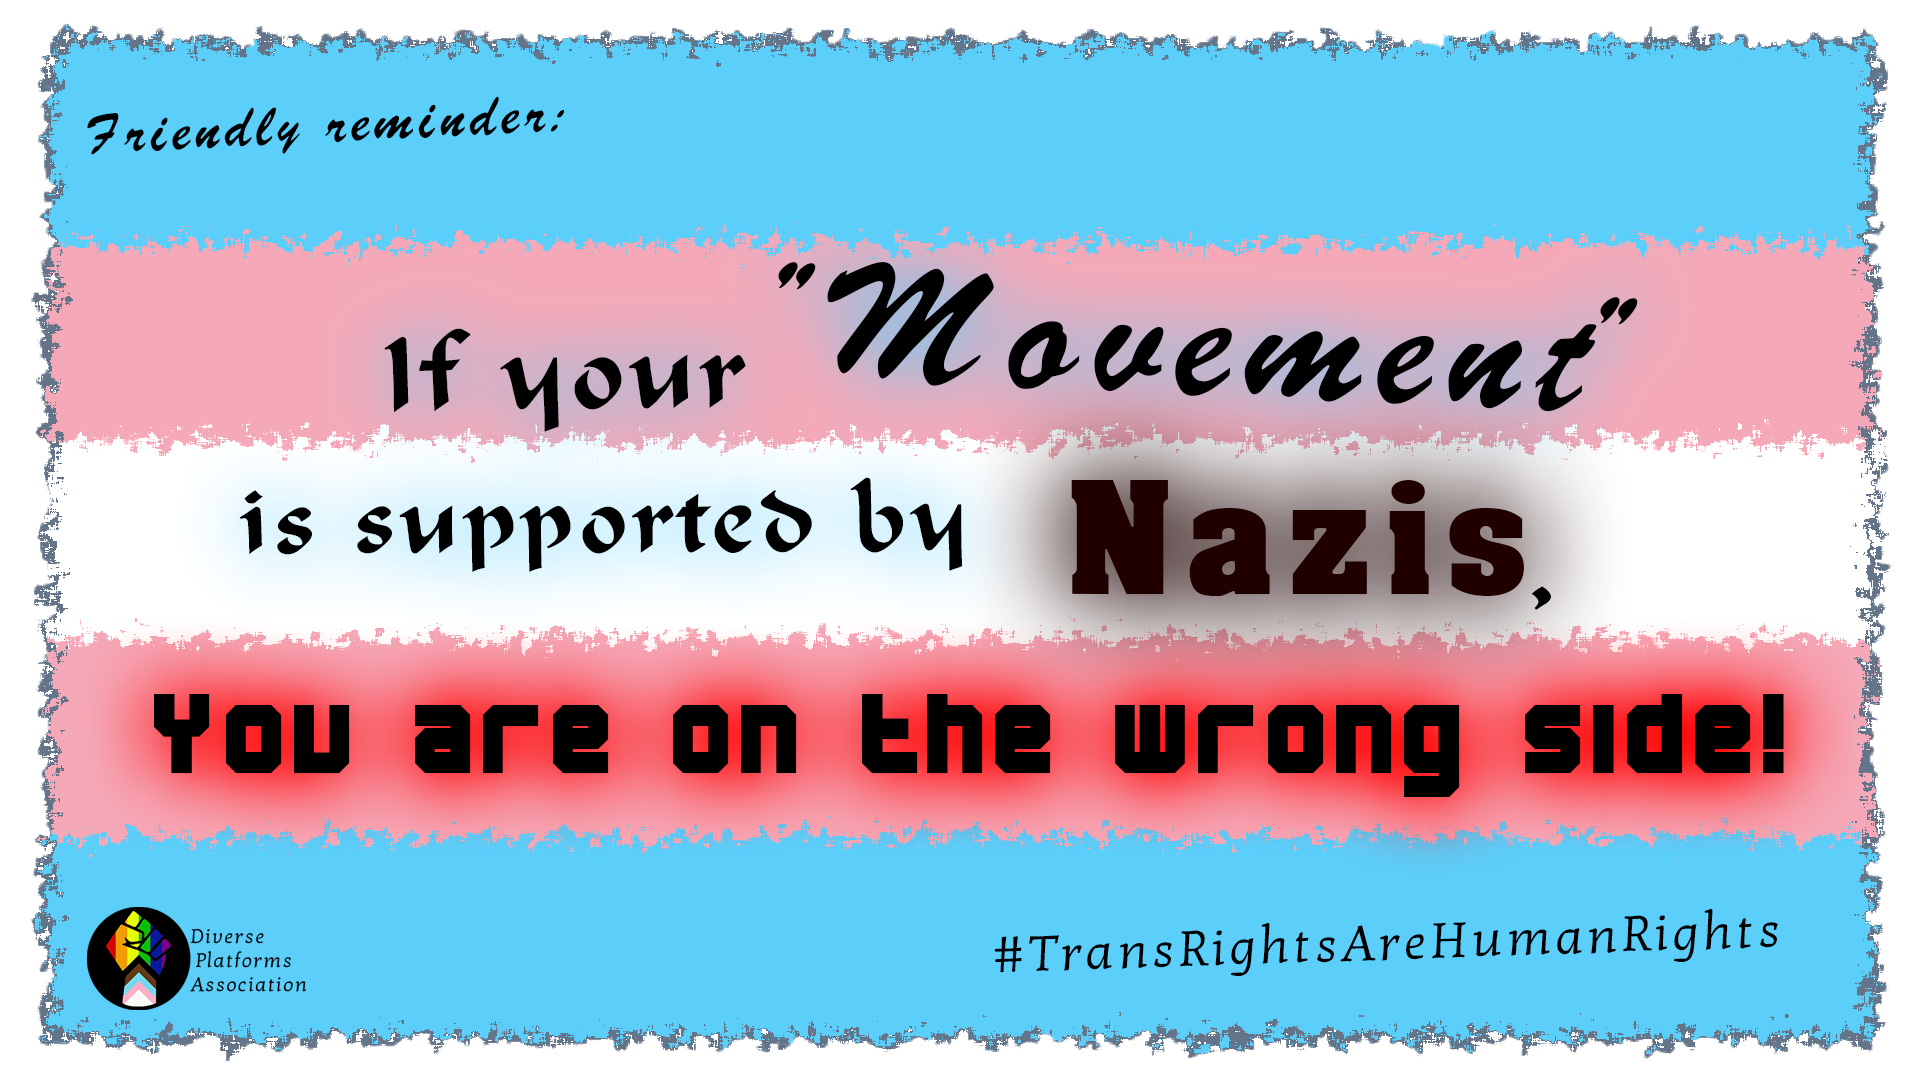 Friendly reminder:
If your "Movement"
is supported by Nazis,
You are on the wrong side!
Diverse
Platforms
Association
#TransRightsAreHumanRights